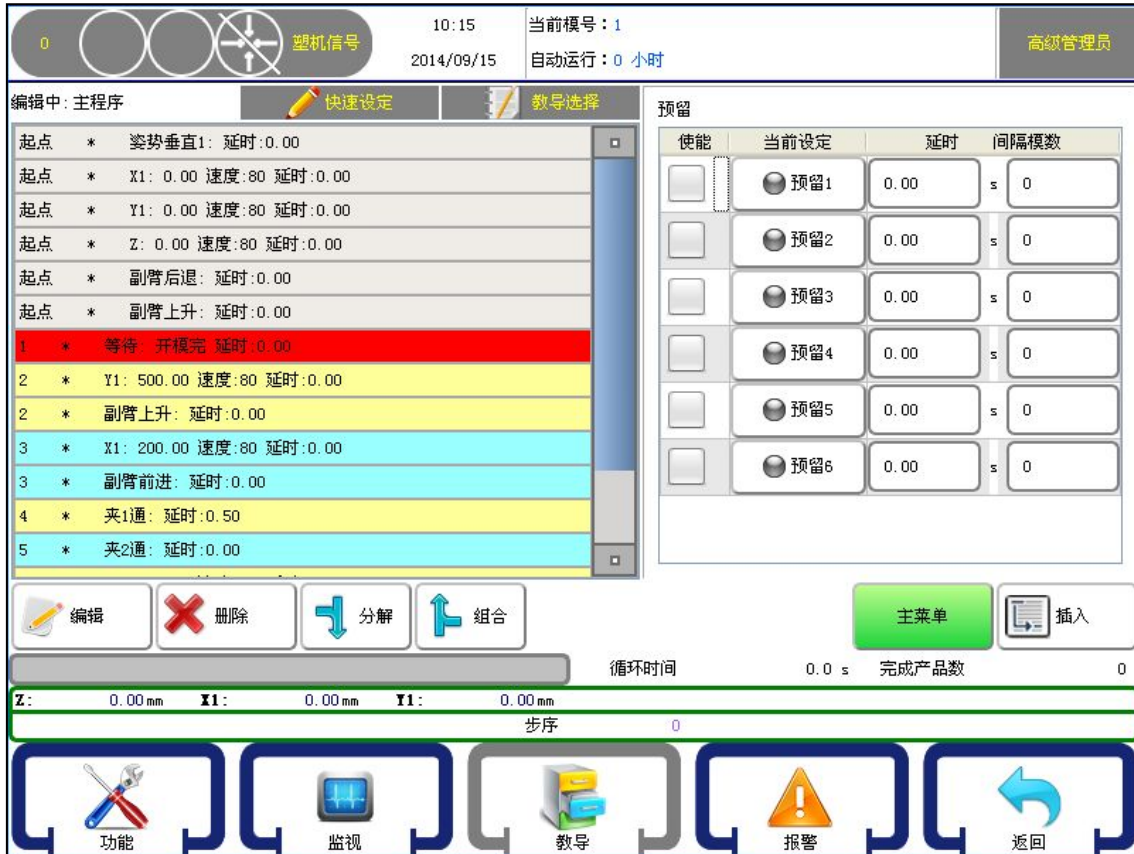 0 塑机信号 10:15 当前模号：1 高级管理员
2014/09/15 自动运行：0 小时
编辑中:主程序 快速设定 教导选择 预留
使能 当前设定 延时 间隔模数
起点 * 姿势垂直1: 延时:0.00
起点 * X1: 0.00 速度:80 延时:0.00
起点 * Y1: 0.00 速度:80 延时:0.00
起点 * Z: 0.00 速度:80 延时:0.00
起点 * 副臂后退: 延时:0.00
起点 * 副臂上升: 延时:0.00
1 * 等待: 开模完 延时:0.00
2 * Y1: 500.00 速度:80 延时:0.00
2 * 副臂上升: 延时:0.00
3 * X1: 200.00 速度:80 延时:0.00
3 * 副臂前进: 延时:0.00
4 * 夹1通: 延时:0.50
5 * 夹2通: 延时:0.00
预留1 0.00 s 0
预留2 0.00 s 0
预留3 0.00 s 0
预留4 0.00 s 0
预留5 0.00 s 0
预留6 0.00 s 0
编辑 删除 分解 组合 主菜单 插入
循环时间 0.0 s 完成产品数 0
Z: 0.00 mm X1: 0.00 mm Y1: 0.00 mm
步序 0
功能 监视 教导 报警 返回